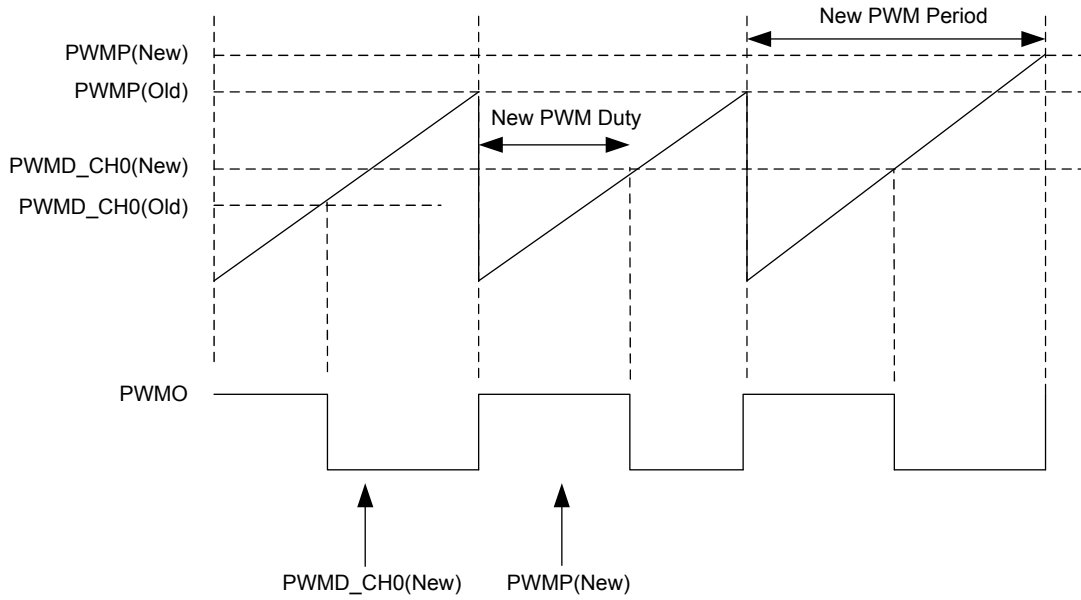 New PWM Period
PWMP(New)
PWMP(Old)
New PWM Duty
PWMD_CH0(New)
PWMD_CH0(Old)
PWMO
PWMD_CH0(New)
PWMP(New)